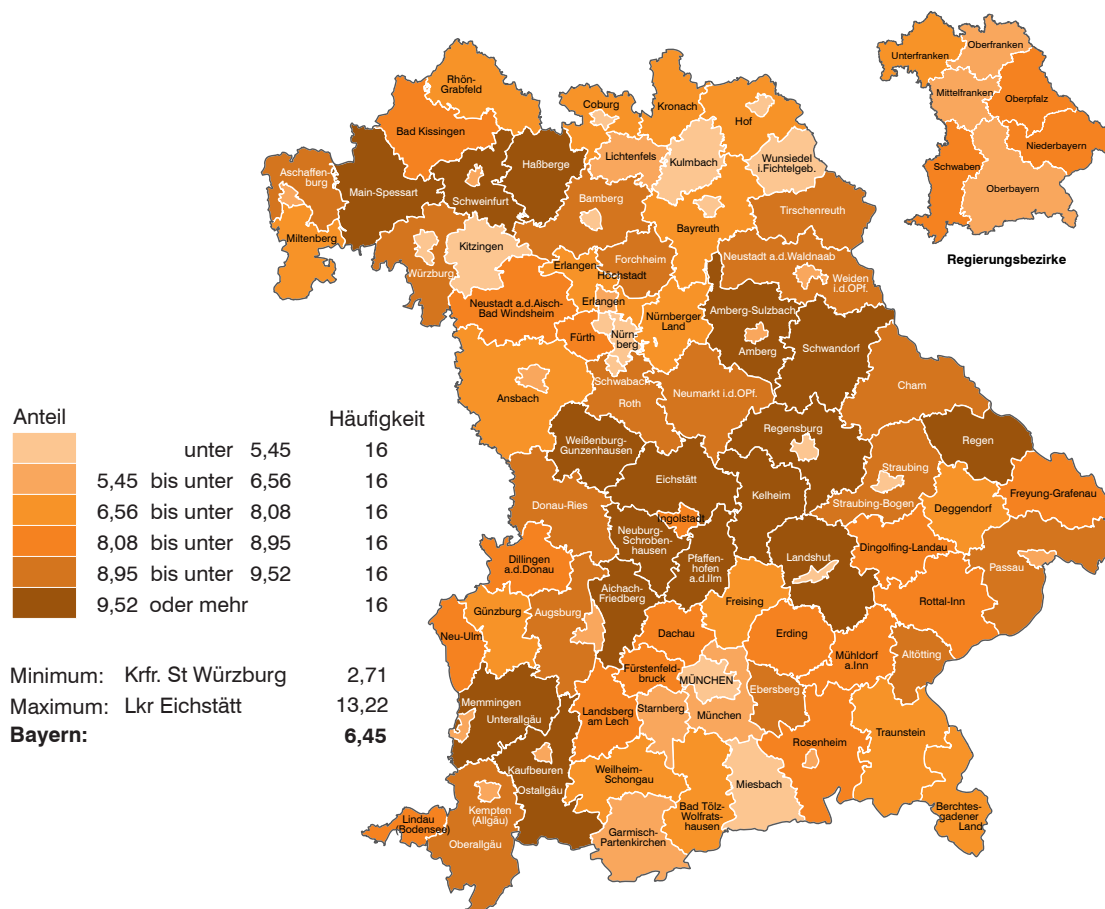 Unterfranken
Oberfranken
Mittelfranken
Oberpfalz
Niederbayern
Schwaben
Oberbayern
Regierungsbezirke
Rhön-
Grabfeld
Coburg
Kronach
Hof
Bad Kissingen
Lichtenfels
Kulmbach
Wunsiedel
i.Fichtelgeb.
Haßberge
Aschaffen-
burg
Main-Spessart
Schweinfurt
Bamberg
Tirschenreuth
Bayreuth
Miltenberg
Kitzingen
Würzburg
Forchheim
Neustadt a.d.Waldnaab
Weiden
i.d.OPf.
Erlangen-
Höchstadt
Erlangen
Neustadt a.d.Aisch-
Bad Windsheim
Nürnberger
Land
Fürth
Nürn-
berg
Amberg-Sulzbach
Amberg
Schwandorf
Schwabach
Roth
Neumarkt i.d.OPf.
Cham
Ansbach
Weißenburg-
Gunzenhausen
Regensburg
Regen
Eichstätt
Kelheim
Straubing
Straubing-Bogen
Freyung-Grafenau
Deggendorf
Donau-Ries
Ingolstadt
Neuburg-
Schroben-
hausen
Pfaffen-
hofen
a.d.Ilm
Landshut
Dingolfing-Landau
Passau
Dillingen
a.d.Donau
Aichach-
Friedberg
Freising
Rottal-Inn
Günzburg
Augsburg
Neu-Ulm
Dachau
Erding
Mühldorf
a.Inn
Altötting
Fürstenfeld-
bruck
MÜNCHEN
Ebersberg
Memmingen
Unterallgäu
Landsberg
am Lech
Starnberg
München
Rosenheim
Traunstein
Kaufbeuren
Ostallgäu
Weilheim-
Schongau
Miesbach
Bad Tölz-
Wolfrats-
hausen
Berchtes-
gadener
Land
Kempten
(Allgäu)
Lindau
(Bodensee)
Oberallgäu
Garmisch-
Partenkirchen
Anteil Häufigkeit
unter 5,45 16
5,45 bis unter 6,56 16
6,56 bis unter 8,08 16
8,08 bis unter 8,95 16
8,95 bis unter 9,52 16
9,52 oder mehr 16
Minimum: Krfr. St Würzburg 2,71
Maximum: Lkr Eichstätt 13,22
Bayern: 6,45